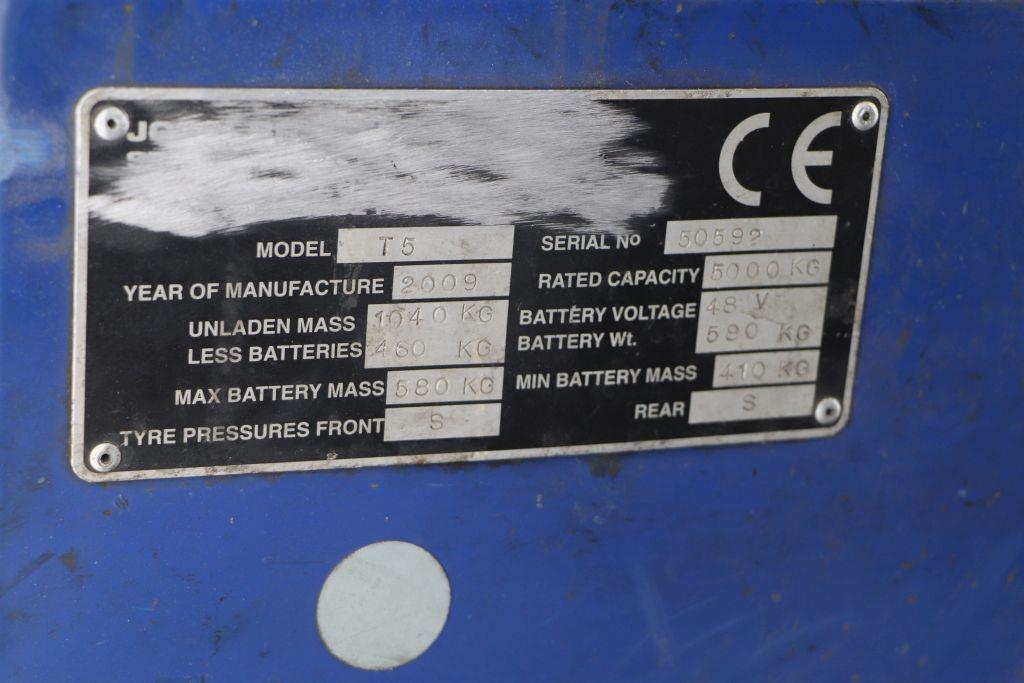 CE
MODEL T5
SERIAL No 50599
YEAR OF MANUFACTURE 2009
RATED CAPACITY 5000 KG
UNLADEN MASS 1040 KG
BATTERY VOLTAGE 48 V
LESS BATTERIES 460 KG
BATTERY Wt. 580 KG
MAX BATTERY MASS 580 KG
MIN BATTERY MASS 410 KG
TYRE PRESSURES FRONT S
REAR S